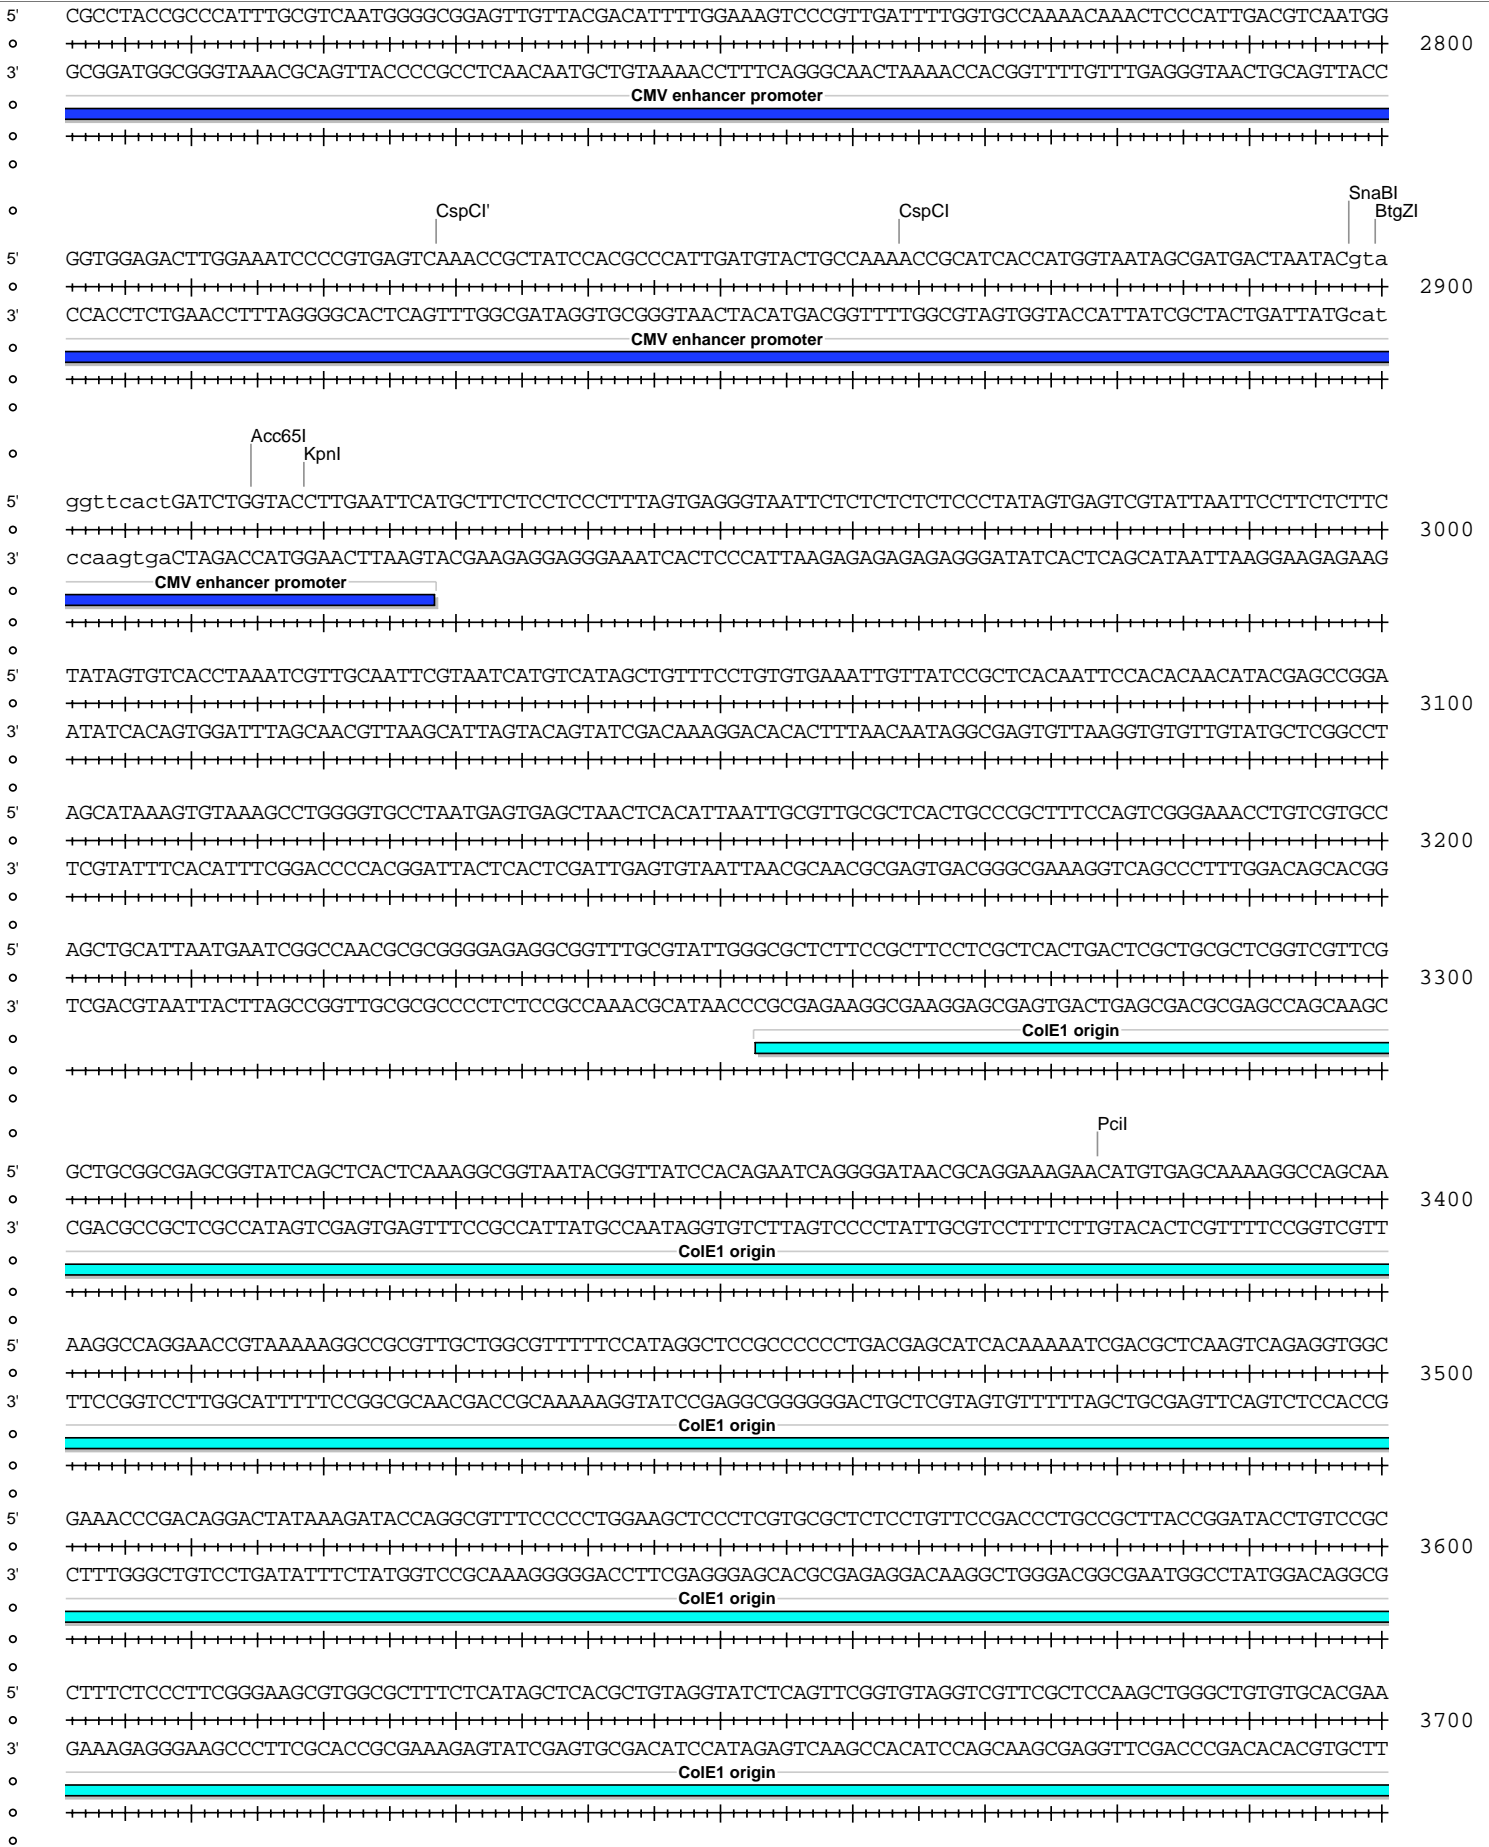 5' CGCCTACCGCCCATTTGCGTCAATGGGGCGGAGTTGTTACGACATTTTGGAAAGTCCCGTTGATTTTGGTGCCAAAACAAACTCCCATTGACGTCAATGG
2800
3' GCGGATGGCGGGTAAACGCAGTTACCCCGCCTCAACAATGCTGTAAAACCTTTCAGGGCAACTAAAACCACGGTTTTGTTTGAGGGTAACTGCAGTTACC
CMV enhancer promoter
CspCI' CspCI SnaBI
BtgZI
5' GGTGGAGACTTGGAAATCCCCGTGAGTCAAACCGCTATCCACGCCCATTGATGTACTGCCAAAACCGCATCACCATGGTAATAGCGATGACTAATACgta
2900
3' CCACCTCTGAACCTTTAGGGGCACTCAGTTTGGCGATAGGTGCGGGTAACTACATGACGGTTTTGGCGTAGTGGTACCATTATCGCTACTGATTATGcat
CMV enhancer promoter
Acc65I
KpnI
5' ggttcactGATCTGGTACCTTGAATTCATGCTTCTCCTCCCTTTAGTGAGGGTAATTCTCTCTCTCTCCCTATAGTGAGTCGTATTAATTCCTTCTCTTC
3000
3' ccaagtgaCTAGACCATGGAACTTAAGTACGAAGAGGAGGGAAATCACTCCCATTAAGAGAGAGAGAGGGATATCACTCAGCATAATTAAGGAAGAGAAG
CMV enhancer promoter
5' TATAGTGTCACCTAAATCGTTGCAATTCGTAATCATGTCATAGCTGTTTCCTGTGTGAAATTGTTATCCGCTCACAATTCCACACAACATACGAGCCGGA
3100
3' ATATCACAGTGGATTTAGCAACGTTAAGCATTAGTACAGTATCGACAAAGGACACACTTTAACAATAGGCGAGTGTTAAGGTGTGTTGTATGCTCGGCCT
5' AGCATAAAGTGTAAAGCCTGGGGTGCCTAATGAGTGAGCTAACTCACATTAATTGCGTTGCGCTCACTGCCCGCTTTCCAGTCGGGAAACCTGTCGTGCC
3200
3' TCGTATTTCACATTTCGGACCCCACGGATTACTCACTCGATTGAGTGTAATTAACGCAACGCGAGTGACGGGCGAAAGGTCAGCCCTTTGGACAGCACGG
5' AGCTGCATTAATGAATCGGCCAACGCGCGGGGAGAGGCGGTTTGCGTATTGGGCGCTCTTCCGCTTCCTCGCTCACTGACTCGCTGCGCTCGGTCGTTCG
3300
3' TCGACGTAATTACTTAGCCGGTTGCGCGCCCCTCTCCGCCAAACGCATAACCCGCGAGAAGGCGAAGGAGCGAGTGACTGAGCGACGCGAGCCAGCAAGC
ColE1 origin
PciI
5' GCTGCGGCGAGCGGTATCAGCTCACTCAAAGGCGGTAATACGGTTATCCACAGAATCAGGGGATAACGCAGGAAAGAACATGTGAGCAAAAGGCCAGCAA
3400
3' CGACGCCGCTCGCCATAGTCGAGTGAGTTTCCGCCATTATGCCAATAGGTGTCTTAGTCCCCTATTGCGTCCTTTCTTGTACACTCGTTTTCCGGTCGTT
ColE1 origin
5' AAGGCCAGGAACCGTAAAAAGGCCGCGTTGCTGGCGTTTTTCCATAGGCTCCGCCCCCCTGACGAGCATCACAAAAATCGACGCTCAAGTCAGAGGTGGC
3500
3' TTCCGGTCCTTGGCATTTTTCCGGCGCAACGACCGCAAAAAGGTATCCGAGGCGGGGGGACTGCTCGTAGTGTTTTTAGCTGCGAGTTCAGTCTCCACCG
ColE1 origin
5' GAAACCCGACAGGACTATAAAGATACCAGGCGTTTCCCCCTGGAAGCTCCCTCGTGCGCTCTCCTGTTCCGACCCTGCCGCTTACCGGATACCTGTCCGC
3600
3' CTTTGGGCTGTCCTGATATTTCTATGGTCCGCAAAGGGGGACCTTCGAGGGAGCACGCGAGAGGACAAGGCTGGGACGGCGAATGGCCTATGGACAGGCG
ColE1 origin
5' CTTTCTCCCTTCGGGAAGCGTGGCGCTTTCTCATAGCTCACGCTGTAGGTATCTCAGTTCGGTGTAGGTCGTTCGCTCCAAGCTGGGCTGTGTGCACGAA
3700
3' GAAAGAGGGAAGCCCTTCGCACCGCGAAAGAGTATCGAGTGCGACATCCATAGAGTCAAGCCACATCCAGCAAGCGAGGTTCGACCCGACACACGTGCTT
ColE1 origin